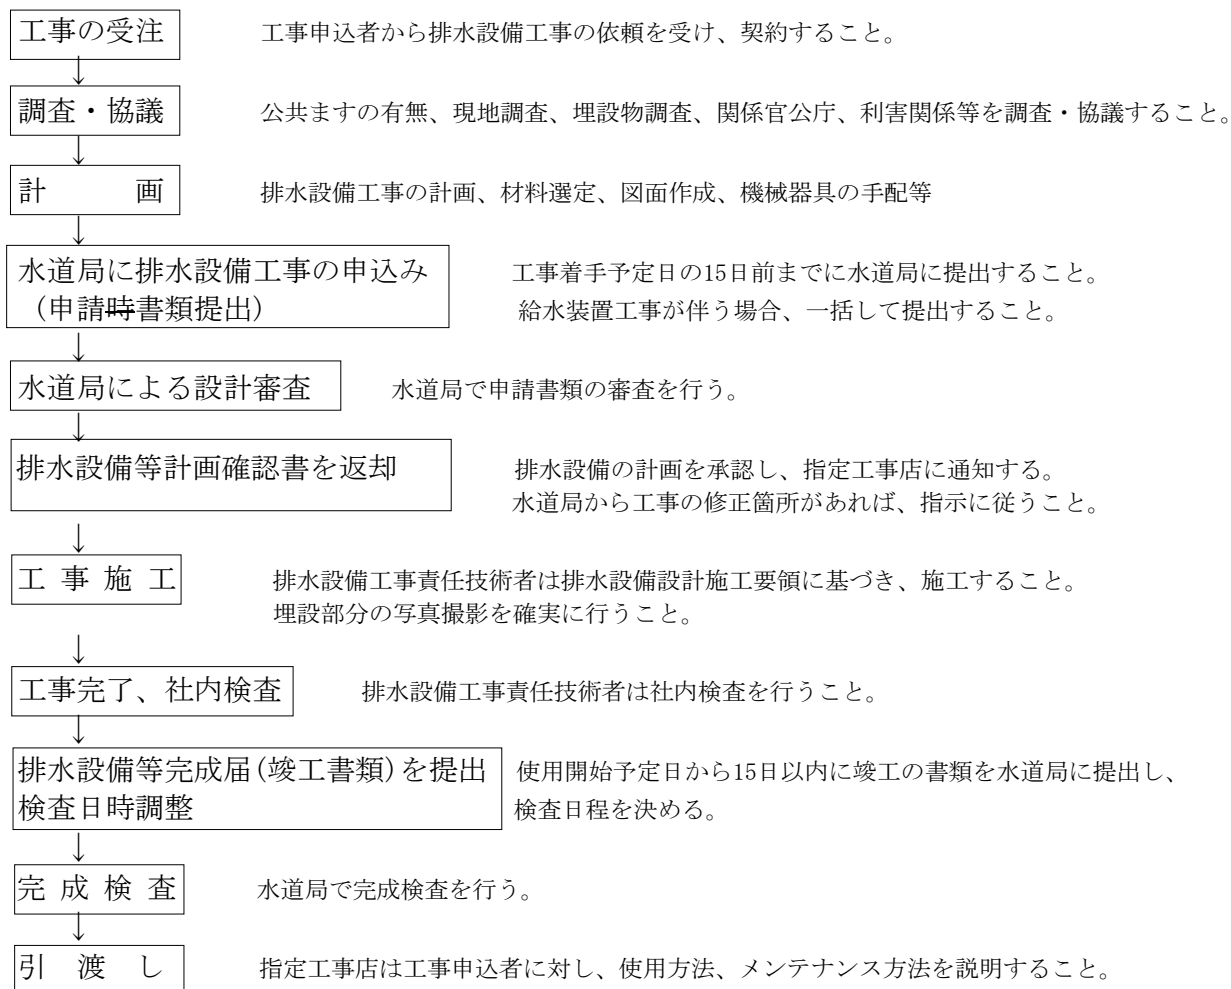 工事の受注 工事申込者から排水設備工事の依頼を受け、契約すること。
調査・協議 公共ますの有無、現地調査、埋設物調査、関係官公庁、利害関係等を調査・協議すること。
計 画 排水設備工事の計画、材料選定、図面作成、機械器具の手配等
水道局に排水設備工事の申込み 工事着手予定日の15日前までに水道局に提出すること。
(申請時書類提出) 給水装置工事が伴う場合、一括して提出すること。
水道局による設計審査 水道局で申請書類の審査を行う。
排水設備等計画確認書を返却 排水設備の計画を承認し、指定工事店に通知する。
水道局から工事の修正箇所があれば、指示に従うこと。
工 事 施 工 排水設備工事責任技術者は排水設備設計施工要領に基づき、施工すること。
埋設部分の写真撮影を確実に行うこと。
工事完了、社内検査 排水設備工事責任技術者は社内検査を行うこと。
排水設備等完成届(竣工書類)を提出 使用開始予定日から15日以内に竣工の書類を水道局に提出し、
検査日時調整 検査日程を決める。
完 成 検 査 水道局で完成検査を行う。
引 渡 し 指定工事店は工事申込者に対し、使用方法、メンテナンス方法を説明すること。